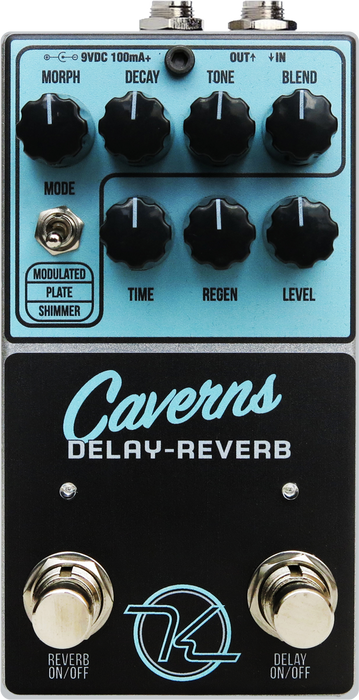 9VDC 100mA+ OUT↑ ↓IN
MORPH DECAY TONE BLEND
MODE
MODULATED
PLATE
SHIMMER
TIME REGEN LEVEL
Caverns
DELAY-REVERB
K
REVERB DELAY
ON/OFF ON/OFF